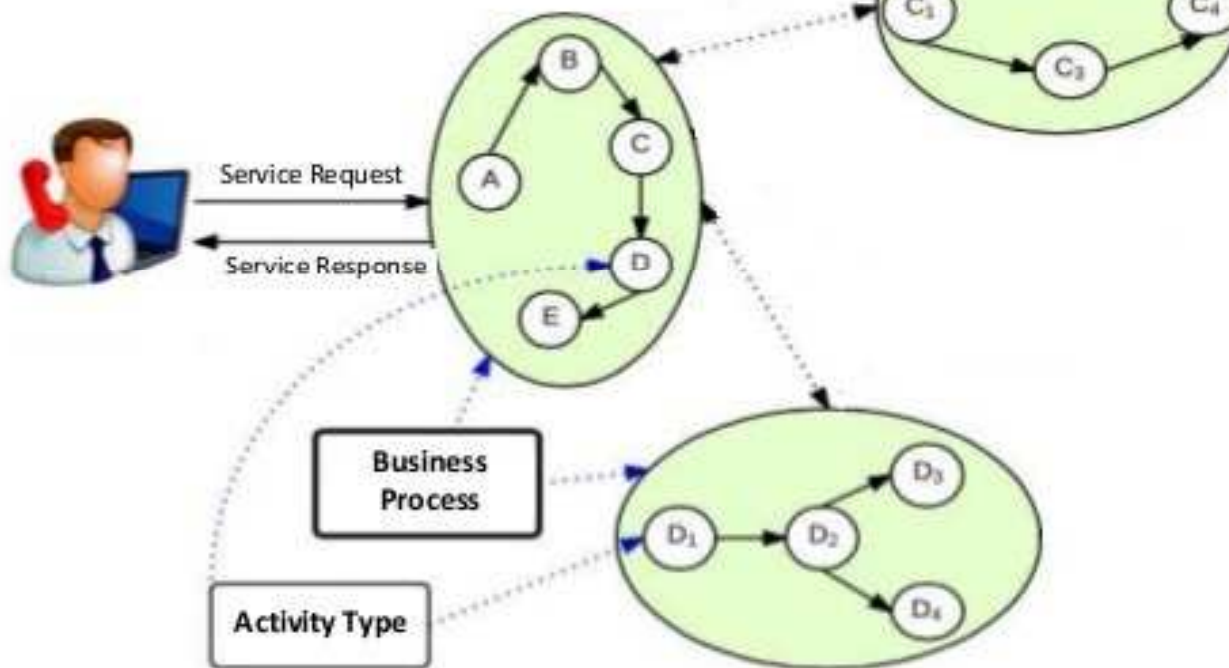 C₁
C₄
C₃
B
C
A
Service Request
D
Service Response
E
Business
Process
D₃
D₁
D₂
D₄
Activity Type